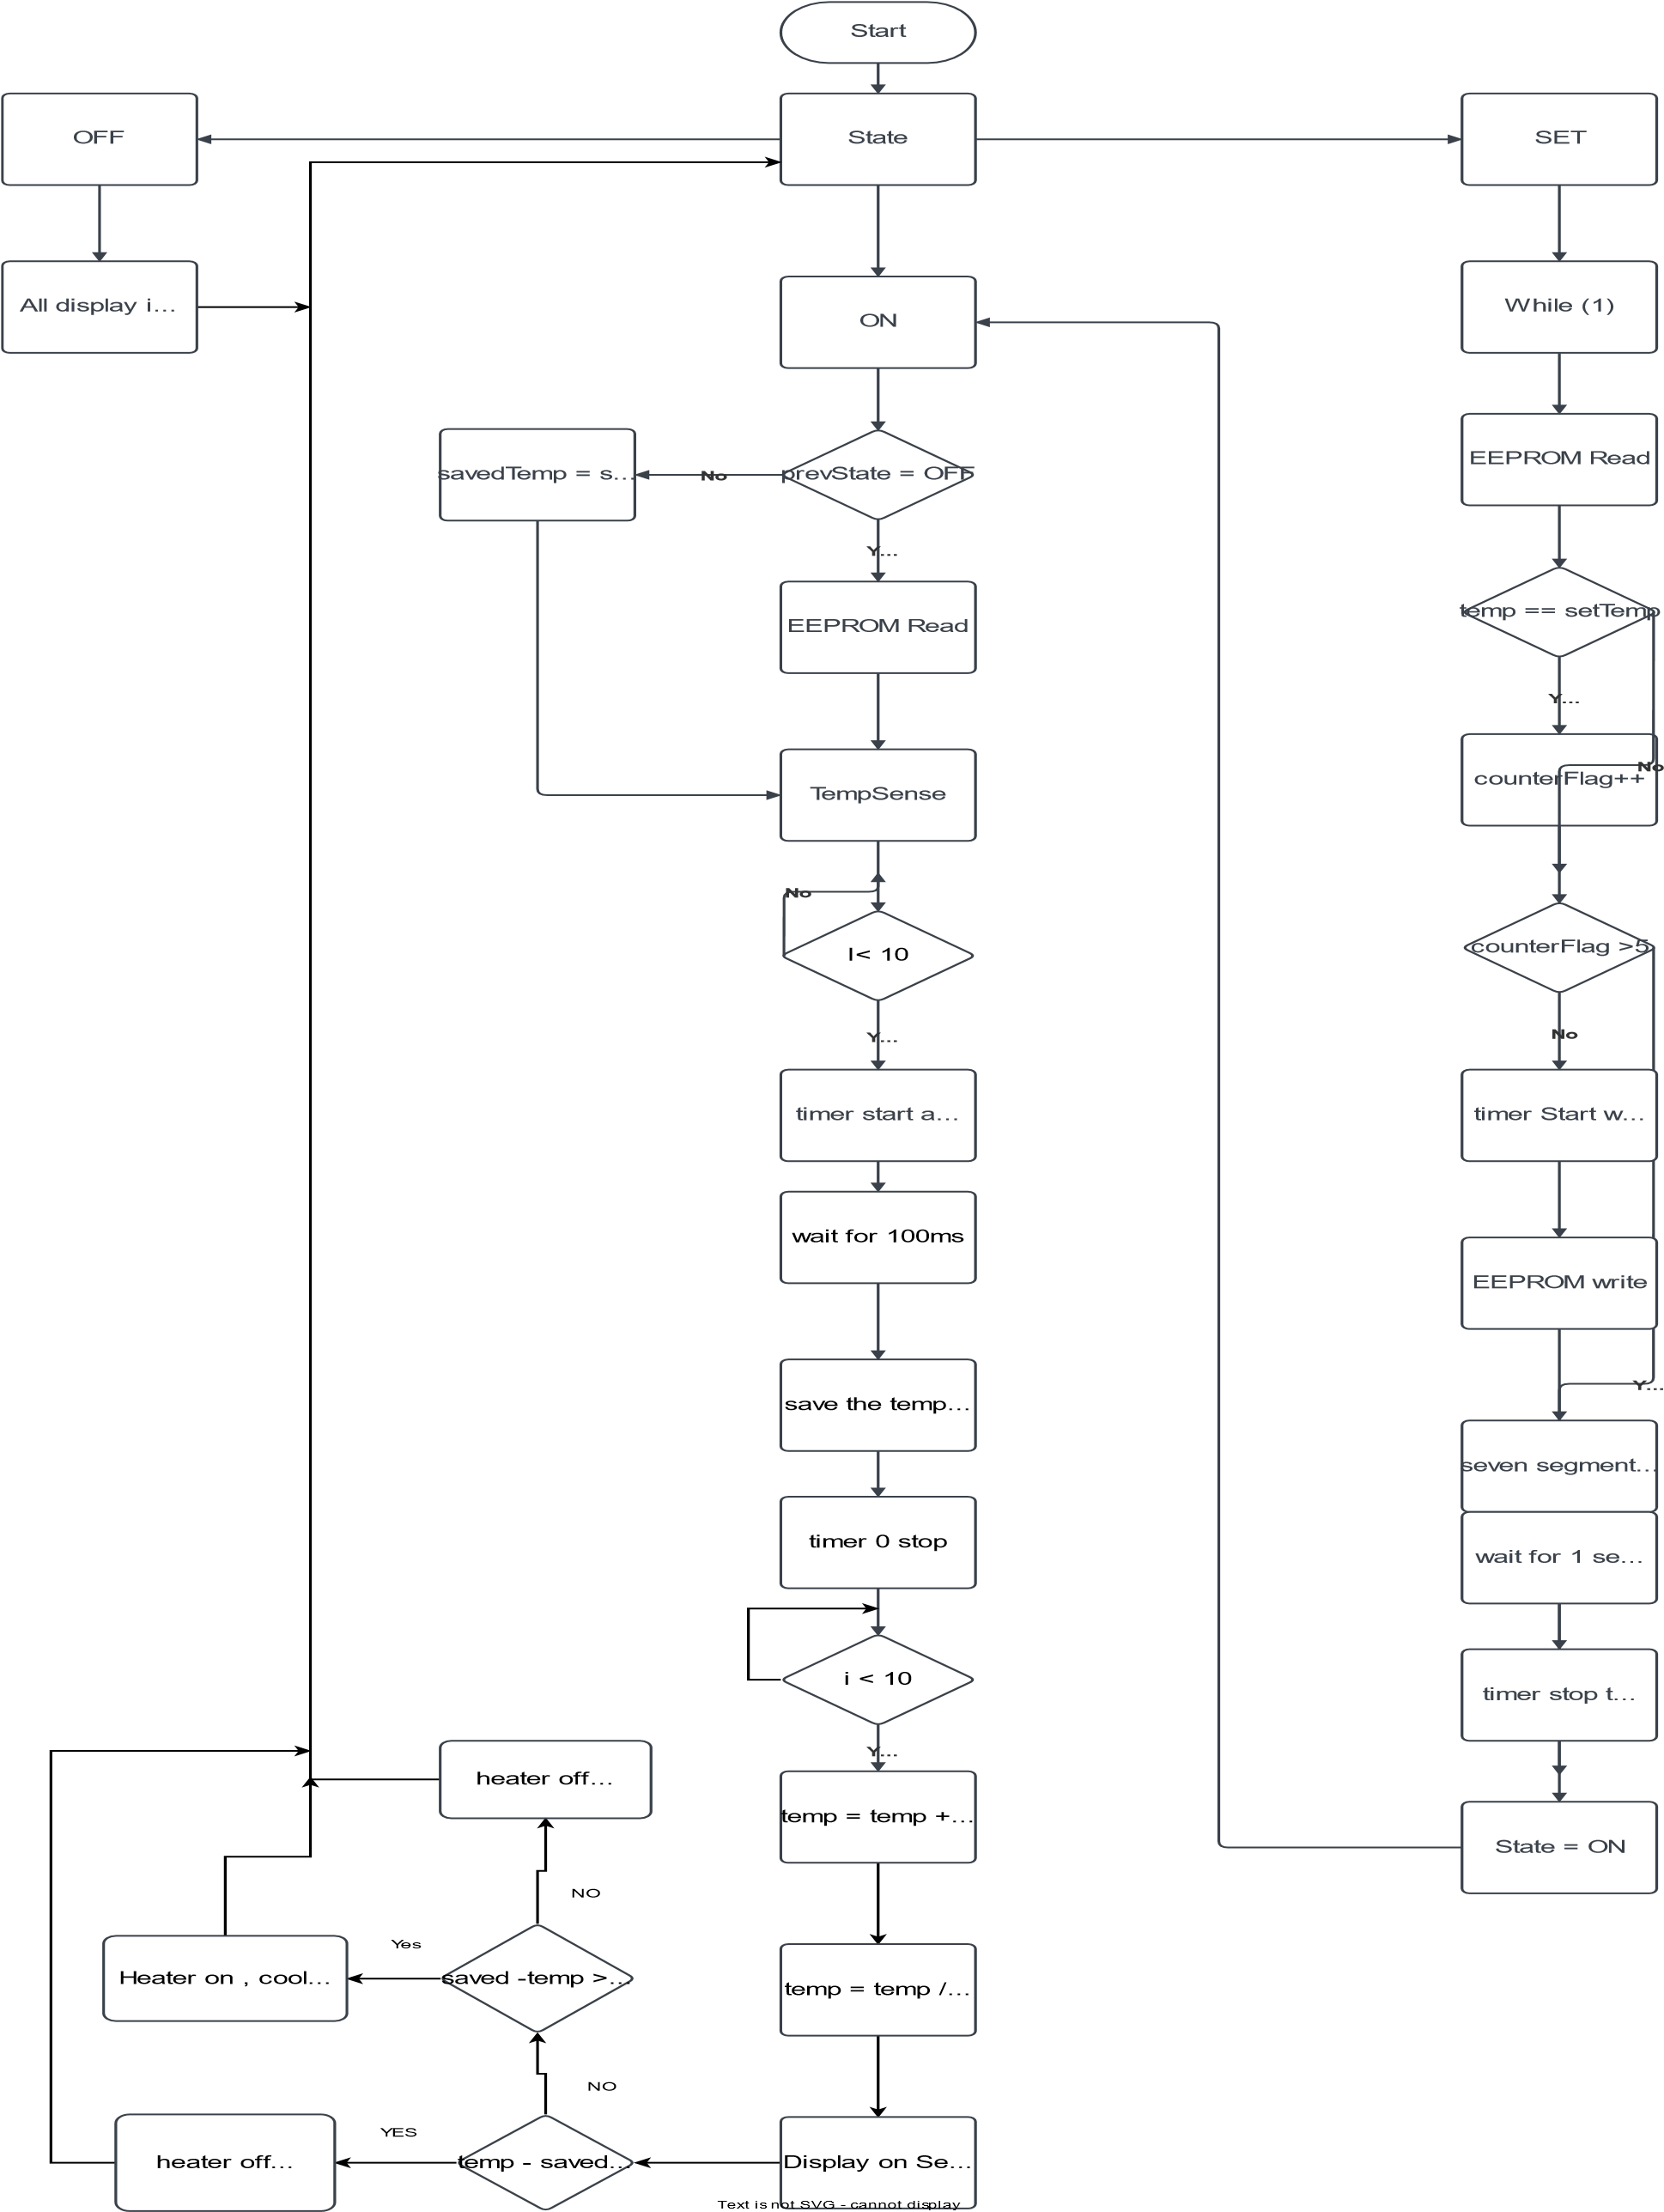 Start
OFF
State
SET
All display i...
ON
While (1)
savedTemp = s...
No
prevState = OFF
EEPROM Read
Y...
EEPROM Read
temp == setTemp
Y...
TempSense
No
counterFlag++
No
I< 10
counterFlag >5
Y...
No
timer start a...
timer Start w...
wait for 100ms
EEPROM write
save the temp...
Y...
seven segment...
timer 0 stop
wait for 1 se...
i < 10
timer stop t...
Y...
heater off...
temp = temp +...
State = ON
NO
Yes
Heater on , cool...
saved -temp >...
temp = temp /...
NO
YES
heater off...
temp - saved...
Display on Se...
Text is not SVG - cannot display